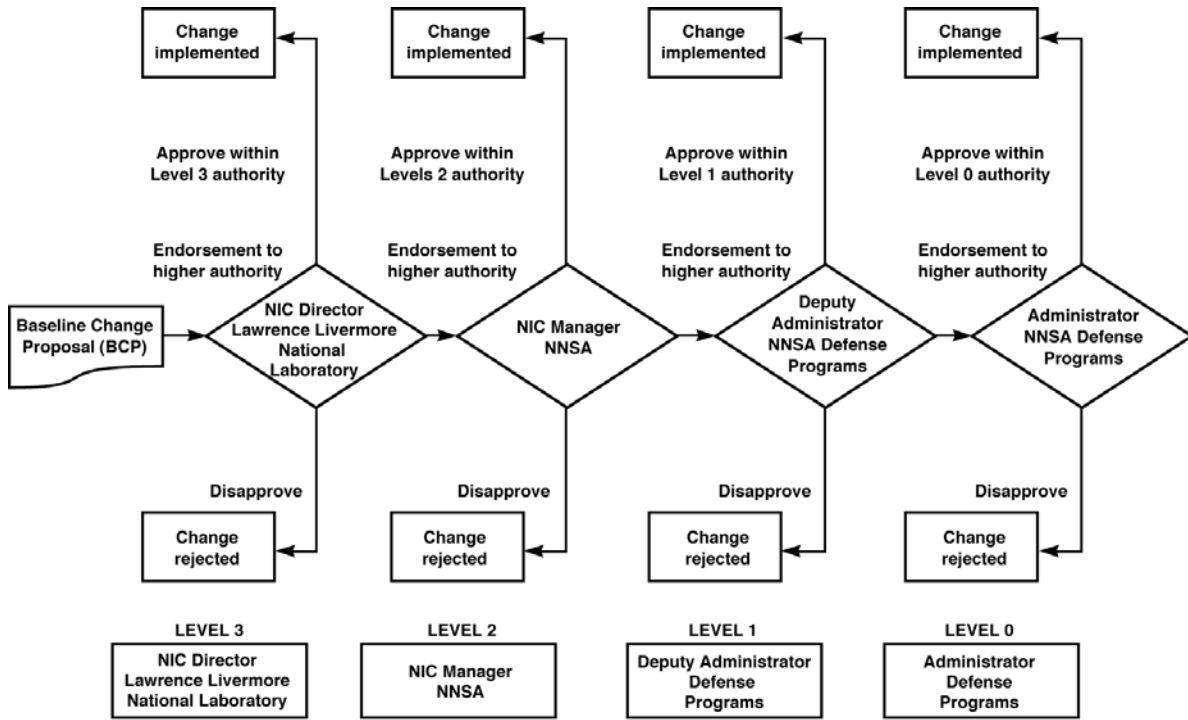 Change
implemented
Change
implemented
Change
implemented
Change
implemented
Approve within
Level 3 authority
Approve within
Levels 2 authority
Approve within
Level 1 authority
Approve within
Level 0 authority
Endorsement to
higher authority
Endorsement to
higher authority
Endorsement to
higher authority
Endorsement to
higher authority
Baseline Change
Proposal (BCP)
NIC Director
Lawrence Livermore
National
Laboratory
NIC Manager
NNSA
Deputy
Administrator
NNSA Defense
Programs
Administrator
NNSA Defense
Programs
Disapprove
Disapprove
Disapprove
Disapprove
Change
rejected
Change
rejected
Change
rejected
Change
rejected
LEVEL 3
NIC Director
Lawrence Livermore
National Laboratory
LEVEL 2
NIC Manager
NNSA
LEVEL 1
Deputy Administrator
Defense
Programs
LEVEL 0
Administrator
Defense
Programs